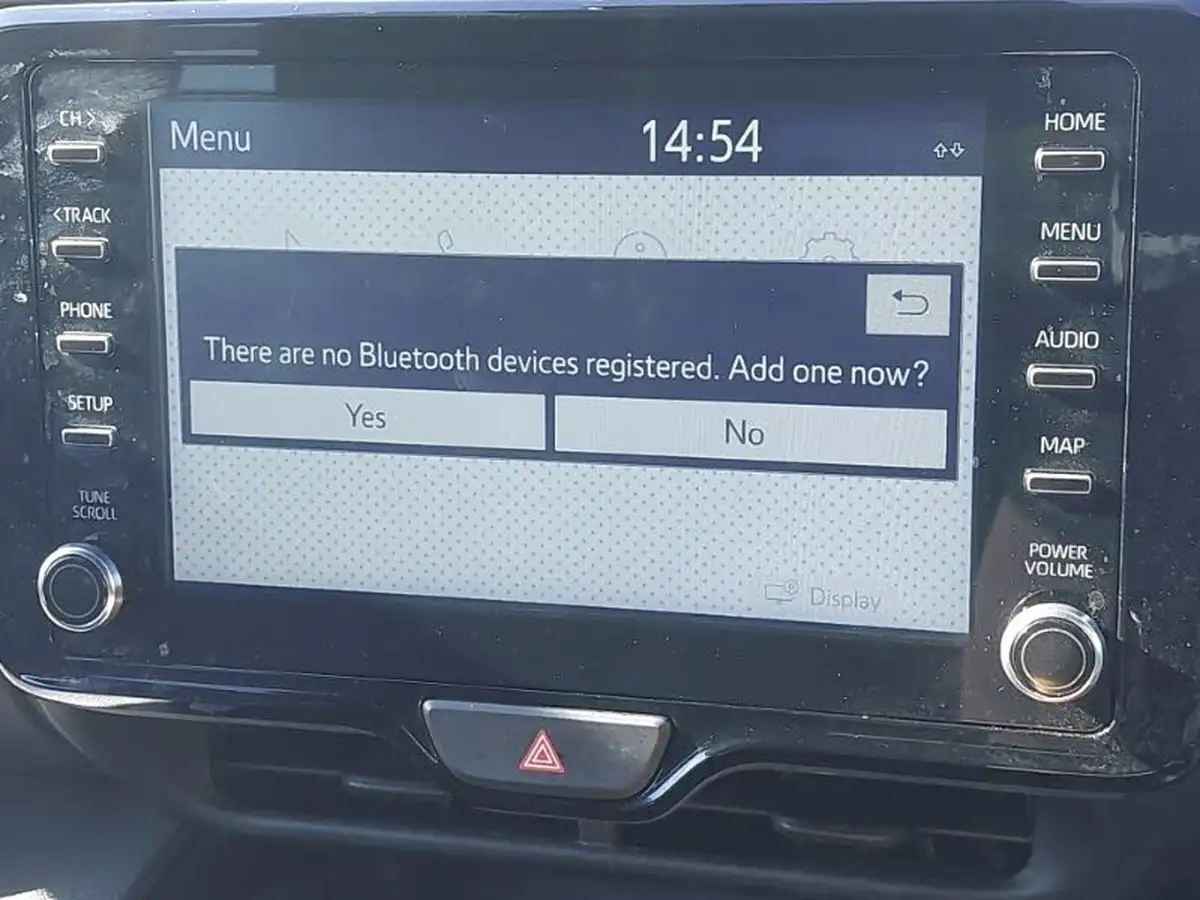 CH >
<TRACK
PHONE
SETUP
TUNE
SCROLL
Menu
14:54
There are no Bluetooth devices registered. Add one now?
Yes
No
Display
HOME
MENU
AUDIO
MAP
POWER
VOLUME